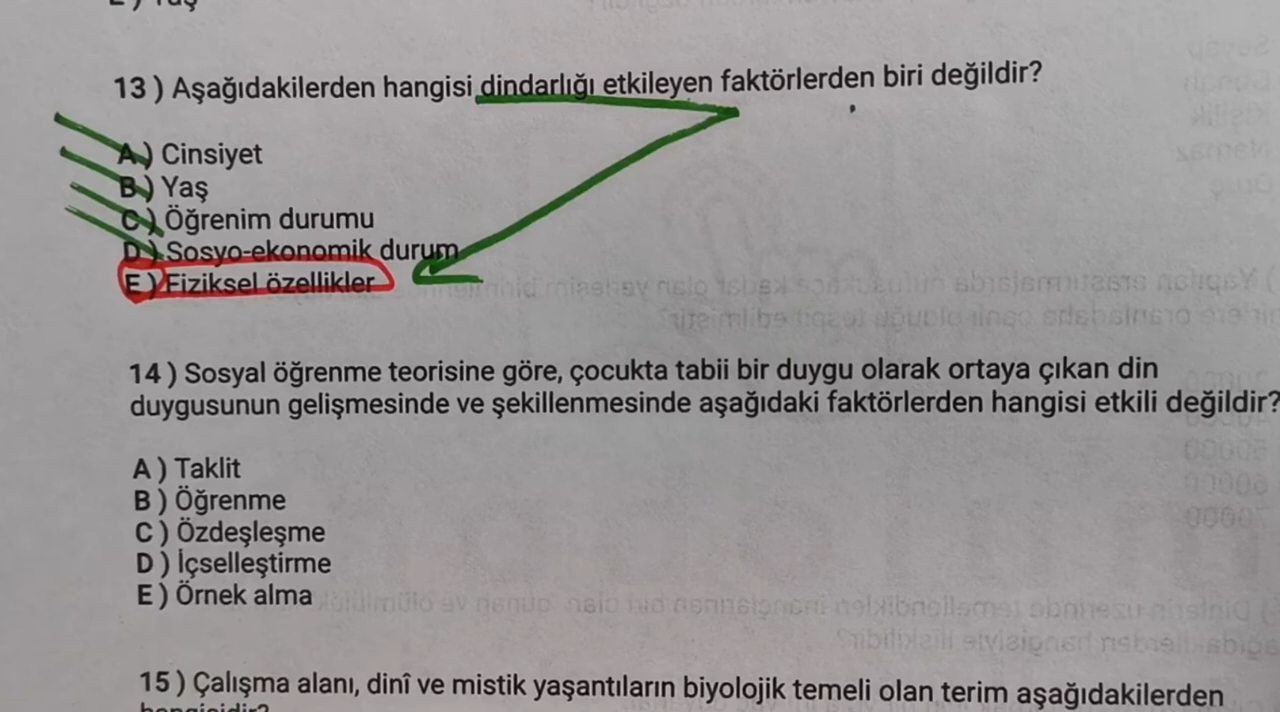 13 ) Aşağıdakilerden hangisi dindarlığı etkileyen faktörlerden biri değildir?
A ) Cinsiyet
B ) Yaş
C ) Öğrenim durumu
D ) Sosyo-ekonomik durum
E ) Fiziksel özellikler
14 ) Sosyal öğrenme teorisine göre, çocukta tabii bir duygu olarak ortaya çıkan din
duygusunun gelişmesinde ve şekillenmesinde aşağıdaki faktörlerden hangisi etkili değildir?
A ) Taklit
B ) Öğrenme
C ) Özdeşleşme
D ) İçselleştirme
E ) Örnek alma
15 ) Çalışma alanı, dinî ve mistik yaşantıların biyolojik temeli olan terim aşağıdakilerden
hangisidir?